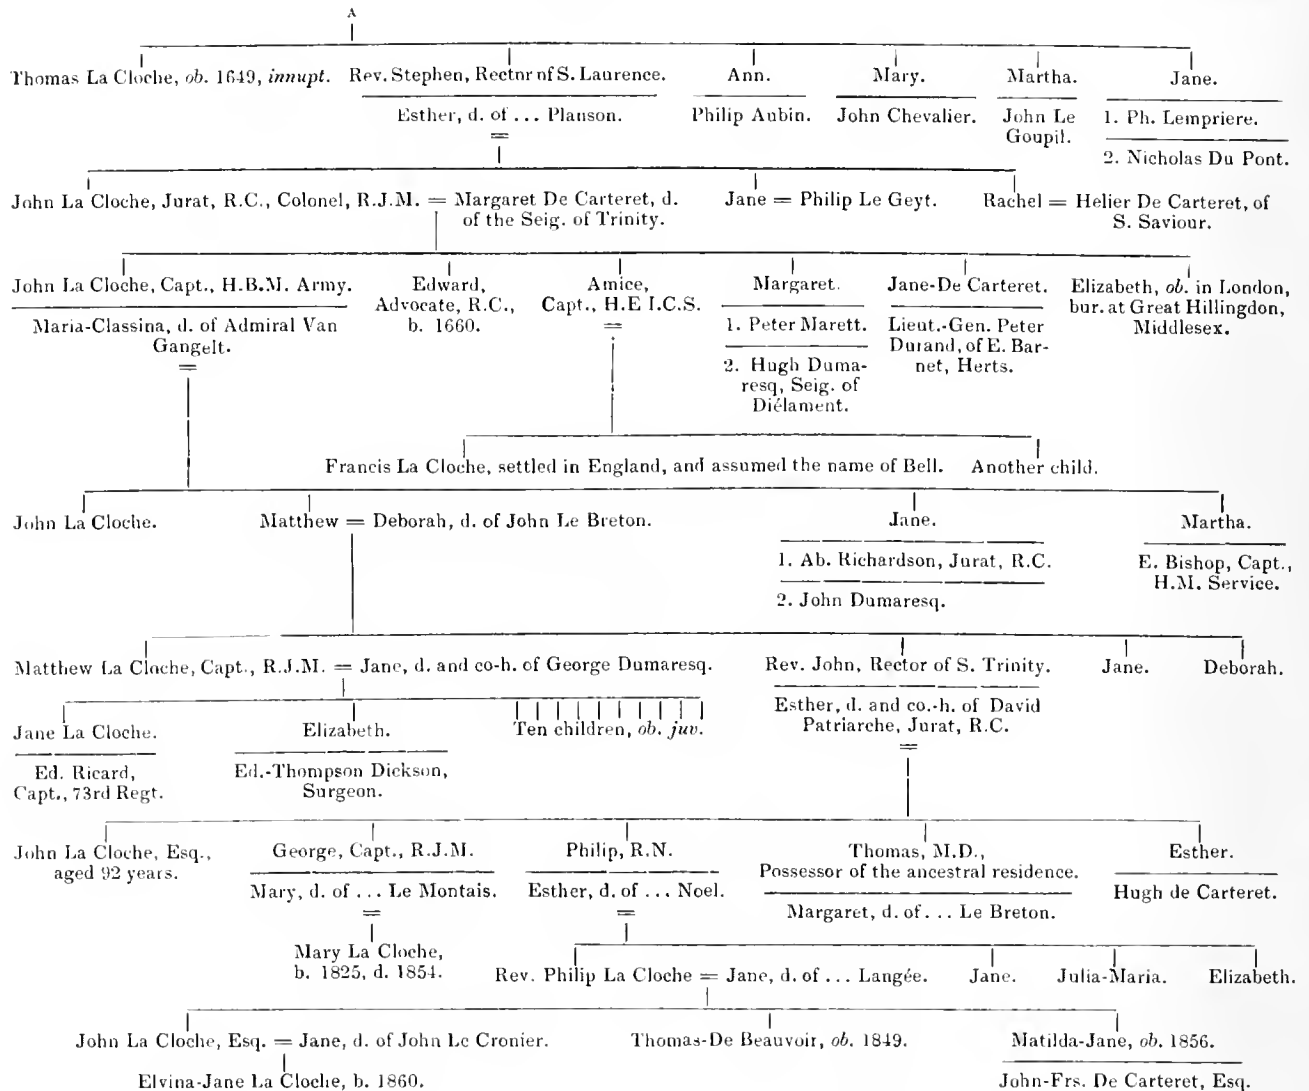 A
Thomas La Cloche, ob. 1649, innupt. Rev. Stephen, Rectnr nf S. Laurence. Ann. Mary. Martha. Jane.
Esther, d. of ... Planson. Philip Aubin. John Chevalier. John Le 1. Ph. Lempriere.
Goupil.
2. Nicholas Du Pont.
John La Cloche, Jurat, R.C., Colonel, R.J.M. = Margaret De Carteret, d. Jane = Philip Le Geyt. Rachel = Helier De Carteret, of
of the Seig. of Trinity. S. Saviour.
John La Cloche, Capt., H.B.M. Army. Edward, Amice, Margaret. Jane-De Carteret. Elizabeth, ob. in London,
Advocate, R.C., Capt., H.E I.C.S. bur. at Great Hillingdon,
Maria-Classina, d. of Admiral Van b. 1660. = 1. Peter Marett. Lieut.-Gen. Peter Middlesex.
Gangelt. Durand, of E. Bar-
= 2. Hugh Duma- net, Herts.
resq, Seig. of
Diélament.
Francis La Cloche, settled in England, and assumed the name of Bell. Another child.
John La Cloche. Matthew = Deborah, d. of John Le Breton. Jane. Martha.
1. Ab. Richardson, Jurat, R.C. E. Bishop, Capt.,
H.M. Service.
2. John Dumaresq.
Matthew La Cloche, Capt., R.J.M. = Jane, d. and co-h. of George Dumaresq. Rev. John, Rector of S. Trinity. Jane. Deborah.
Esther, d. and co.-h. of David
Jane La Cloche. Elizabeth. Ten children, ob. juv. Patriarche, Jurat, R.C.
=
Ed. Ricard, Ed.-Thompson Dickson,
Capt., 73rd Regt. Surgeon.
John La Cloche, Esq., George, Capt., R.J.M. Philip, R.N. Thomas, M.D., Esther.
aged 92 years. Possessor of the ancestral residence.
Mary, d. of ... Le Montais. Esther, d. of ... Noel. Hugh de Carteret.
= = Margaret, d. of ... Le Breton.
Mary La Cloche,
b. 1825, d. 1854. Rev. Philip La Cloche = Jane, d. of ... Langée. Jane. Julia-Maria. Elizabeth.
John La Cloche, Esq. = Jane, d. of John Le Cronier. Thomas-De Beauvoir, ob. 1849. Matilda-Jane, ob. 1856.
Elvina-Jane La Cloche, b. 1860. John-Frs. De Carteret, Esq.